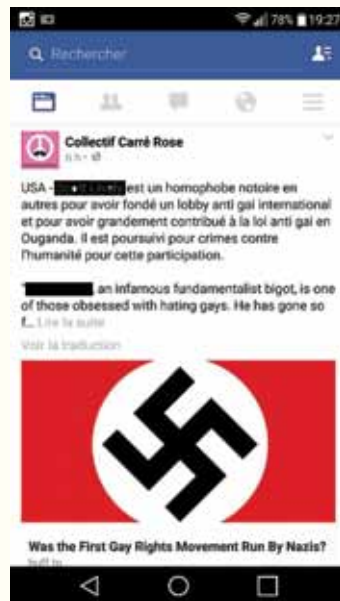 78% 19:27
Rechercher
Collectif Carré Rose
USA - est un homophobe notoire en
autres pour avoir fondé un lobby anti gai international
et pour avoir grandement contribué à la loi anti gai en
Ouganda. Il est poursuivi pour crimes contre
l'humanité pour cette participation.
" an infamous fundamentalist bigot, is one
of those obsessed with hating gays. He has gone so
f... Lire la suite
Voir la traduction
Was the First Gay Rights Movement Run By Nazis?